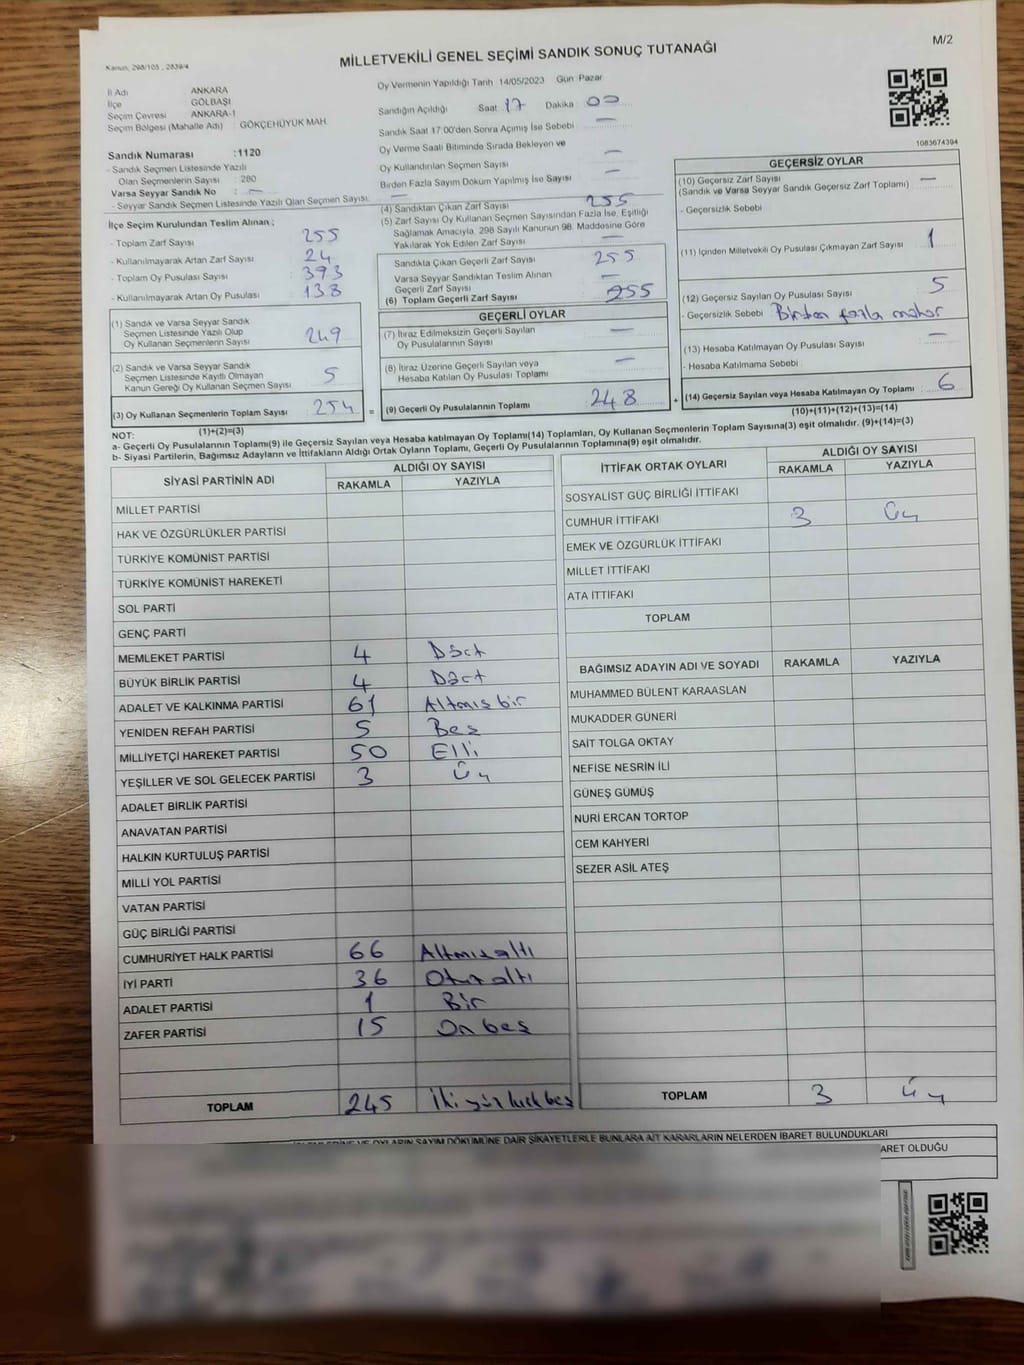 M/2
Kanun, 298/105 , 2839/4
MİLLETVEKİLİ GENEL SEÇİMİ SANDIK SONUÇ TUTANAĞI
İl Adı ANKARA
İlçe GÖLBAŞI
Seçim Çevresi ANKARA-1
Seçim Bölgesi (Mahalle Adı) : GÖKÇEHÜYÜK MAH.
Sandık Numarası :1120
- Sandık Seçmen Listesinde Yazılı
Olan Seçmenlerin Sayısı : 280
Varsa Seyyar Sandık No : —
- Seyyar Sandık Seçmen Listesinde Yazılı Olan Seçmen Sayısı: —
Oy Vermenin Yapıldığı Tarih 14/05/2023 Gün Pazar
Sandığın Açıldığı Saat 17 Dakika 00
Sandık Saat 17:00'den Sonra Açımış İse Sebebi —
Oy Verme Saati Bitiminde Sırada Bekleyen ve
Oy Kullandırılan Seçmen Sayısı —
Birden Fazla Sayım Döküm Yapılmış İse Sayısı —
1083674394
İlçe Seçim Kurulundan Teslim Alınan ;
- Toplam Zarf Sayısı : 255
- Kullanılmayarak Artan Zarf Sayısı : 24
- Toplam Oy Pusulası Sayısı : 393
- Kullanılmayarak Artan Oy Pusulası : 138
(1) Sandık ve Varsa Seyyar Sandık
Seçmen Listesinde Yazılı Olup
Oy Kullanan Seçmenlerin Sayısı 249
(2) Sandık ve Varsa Seyyar Sandık
Seçmen Listesinde Kayıtlı Olmayan
Kanun Gereği Oy Kullanan Seçmen Sayısı 5
(3) Oy Kullanan Seçmenlerin Toplam Sayısı 254
(1)+(2)=(3)
(4) Sandıktan Çıkan Zarf Sayısı 255
(5) Zarf Sayısı Oy Kullanan Seçmen Sayısından Fazla İse, Eşitliği
Sağlamak Amacıyla, 298 Sayılı Kanunun 98. Maddesine Göre
Yakılarak Yok Edilen Zarf Sayısı —
Sandıkta Çıkan Geçerli Zarf Sayısı 255
Varsa Seyyar Sandıktan Teslim Alınan
Geçerli Zarf Sayısı —
(6) Toplam Geçerli Zarf Sayısı 255
GEÇERLİ OYLAR
(7) İtiraz Edilmeksizin Geçerli Sayılan
Oy Pusulalarının Sayısı —
(8) İtiraz Üzerine Geçerli Sayılan veya
Hesaba Katılan Oy Pusulası Toplamı —
= (9) Geçerli Oy Pusulalarının Toplamı 248
GEÇERSİZ OYLAR
(10) Geçersiz Zarf Sayısı —
(Sandık ve Varsa Seyyar Sandık Geçersiz Zarf Toplamı)
- Geçersizlik Sebebi
(11) İçinden Milletvekili Oy Pusulası Çıkmayan Zarf Sayısı 1
(12) Geçersiz Sayılan Oy Pusulası Sayısı 5
- Geçersizlik Sebebi Birden fazla mühür
(13) Hesaba Katılmayan Oy Pusulası Sayısı —
- Hesaba Katılmama Sebebi
+ (14) Geçersiz Sayılan veya Hesaba Katılmayan Oy Toplamı 6
(10)+(11)+(12)+(13)=(14)
NOT:
a- Geçerli Oy Pusulalarının Toplamı(9) ile Geçersiz Sayılan veya Hesaba katılmayan Oy Toplamı(14) Toplamları, Oy Kullanan Seçmenlerin Toplam Sayısına(3) eşit olmalıdır. (9)+(14)=(3)
b- Siyasi Partilerin, Bağımsız Adayların ve İttifakların Aldığı Ortak Oyların Toplamı, Geçerli Oy Pusulalarının Toplamına(9) eşit olmalıdır.
SİYASİ PARTİNİN ADI ALDIĞI OY SAYISI
RAKAMLA YAZIYLA
MİLLET PARTİSİ
HAK VE ÖZGÜRLÜKLER PARTİSİ
TÜRKİYE KOMÜNİST PARTİSİ
TÜRKİYE KOMÜNİST HAREKETİ
SOL PARTİ
GENÇ PARTİ
MEMLEKET PARTİSİ 4 Dört
BÜYÜK BİRLİK PARTİSİ 4 Dört
ADALET VE KALKINMA PARTİSİ 61 Altmış bir
YENİDEN REFAH PARTİSİ 5 Beş
MİLLİYETÇİ HAREKET PARTİSİ 50 Elli
YEŞİLLER VE SOL GELECEK PARTİSİ 3 Üç
ADALET BİRLİK PARTİSİ
ANAVATAN PARTİSİ
HALKIN KURTULUŞ PARTİSİ
MİLLİ YOL PARTİSİ
VATAN PARTİSİ
GÜÇ BİRLİĞİ PARTİSİ
CUMHURİYET HALK PARTİSİ 66 Altmışaltı
İYİ PARTİ 36 Otuzaltı
ADALET PARTİSİ 1 Bir
ZAFER PARTİSİ 15 On beş
TOPLAM 245 İki yüz kırk beş
İTTİFAK ORTAK OYLARI ALDIĞI OY SAYISI
RAKAMLA YAZIYLA
SOSYALİST GÜÇ BİRLİĞİ İTTİFAKI
CUMHUR İTTİFAKI 3 Üç
EMEK VE ÖZGÜRLÜK İTTİFAKI
MİLLET İTTİFAKI
ATA İTTİFAKI
TOPLAM
BAĞIMSIZ ADAYIN ADI VE SOYADI RAKAMLA YAZIYLA
MUHAMMED BÜLENT KARAASLAN
MUKADDER GÜNERİ
SAİT TOLGA OKTAY
NEFİSE NESRİN İLİ
GÜNEŞ GÜMÜŞ
NURİ ERCAN TORTOP
CEM KAHYERİ
SEZER ASİL ATEŞ
TOPLAM 3 Üç
VE OYLARIN SAYIM DÖKÜMÜNE DAİR ŞİKAYETLERLE BUNLARA AİT KARARLARIN NELERDEN İBARET BULUNDUKLARI
ARET OLDUĞU